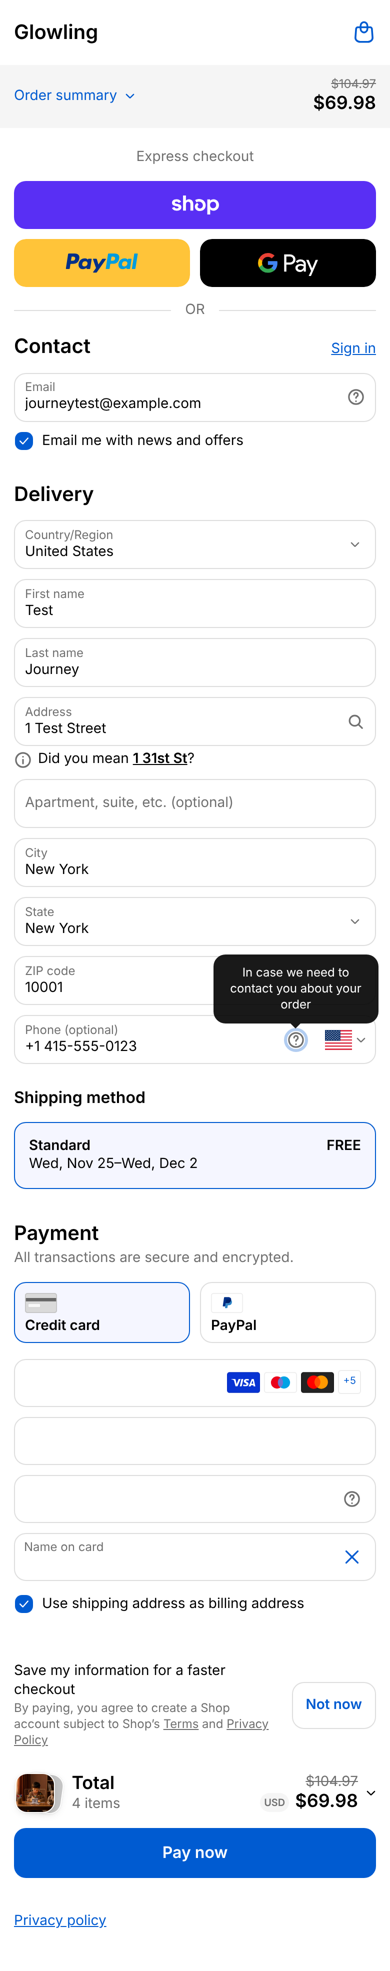 Glowling
Order summary
$104.97
$69.98
Express checkout
shop
PayPal
G Pay
OR
Contact
Sign in
Email
journeytest@example.com
Email me with news and offers
Delivery
Country/Region
United States
First name
Test
Last name
Journey
Address
1 Test Street
Did you mean 1 31st St?
Apartment, suite, etc. (optional)
City
New York
State
New York
ZIP code
10001
In case we need to
contact you about your
order
Phone (optional)
+1 415-555-0123
Shipping method
Standard
FREE
Wed, Nov 25–Wed, Dec 2
Payment
All transactions are secure and encrypted.
Credit card
PayPal
VISA
+5
Name on card
Use shipping address as billing address
Save my information for a faster
checkout
By paying, you agree to create a Shop
account subject to Shop's Terms and Privacy
Policy
Not now
Total
4 items
$104.97
USD $69.98
Pay now
Privacy policy